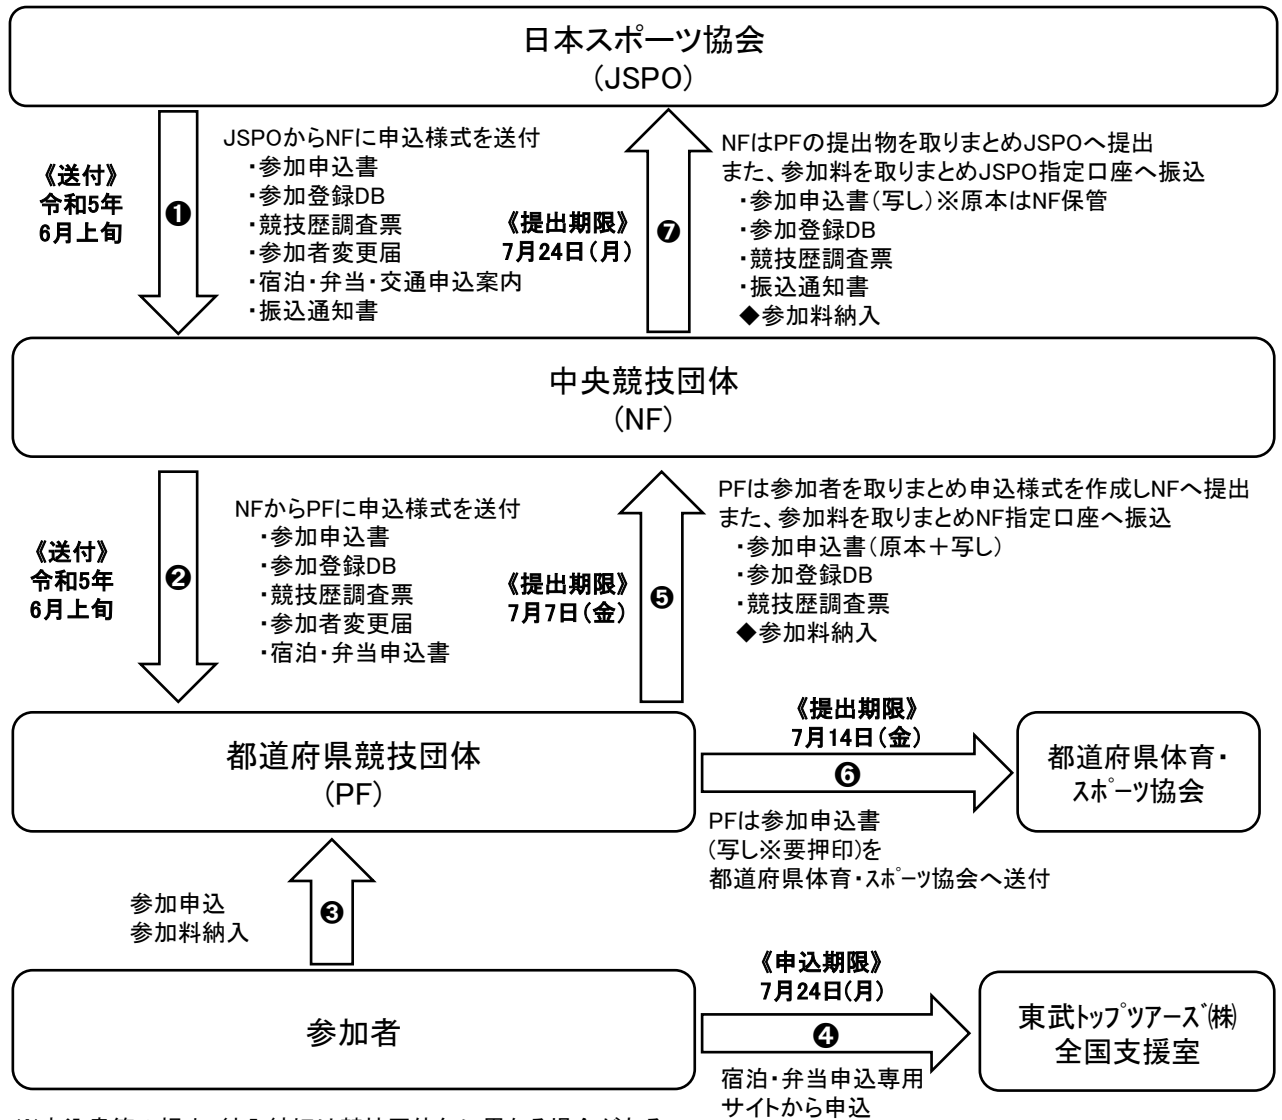 日本スポーツ協会
(JSPO)
《送付》
令和5年
6月上旬
❶
JSPOからNFに申込様式を送付
・参加申込書
・参加登録DB
・競技歴調査票
・参加者変更届
・宿泊・弁当・交通申込案内
・振込通知書
《提出期限》
7月24日(月)
❼
NFはPFの提出物を取りまとめJSPOへ提出
また、参加料を取りまとめJSPO指定口座へ振込
・参加申込書(写し)※原本はNF保管
・参加登録DB
・競技歴調査票
・振込通知書
◆参加料納入
中央競技団体
(NF)
《送付》
令和5年
6月上旬
❷
NFからPFに申込様式を送付
・参加申込書
・参加登録DB
・競技歴調査票
・参加者変更届
・宿泊・弁当申込書
《提出期限》
7月7日(金)
❺
PFは参加者を取りまとめ申込様式を作成しNFへ提出
また、参加料を取りまとめNF指定口座へ振込
・参加申込書(原本+写し)
・参加登録DB
・競技歴調査票
◆参加料納入
都道府県競技団体
(PF)
《提出期限》
7月14日(金)
❻
PFは参加申込書
(写し※要押印)を
都道府県体育・スポーツ協会へ送付
都道府県体育・
スポーツ協会
参加申込
参加料納入
❸
参加者
《申込期限》
7月24日(月)
❹
宿泊・弁当申込専用
サイトから申込
東武トップツアーズ㈱
全国支援室